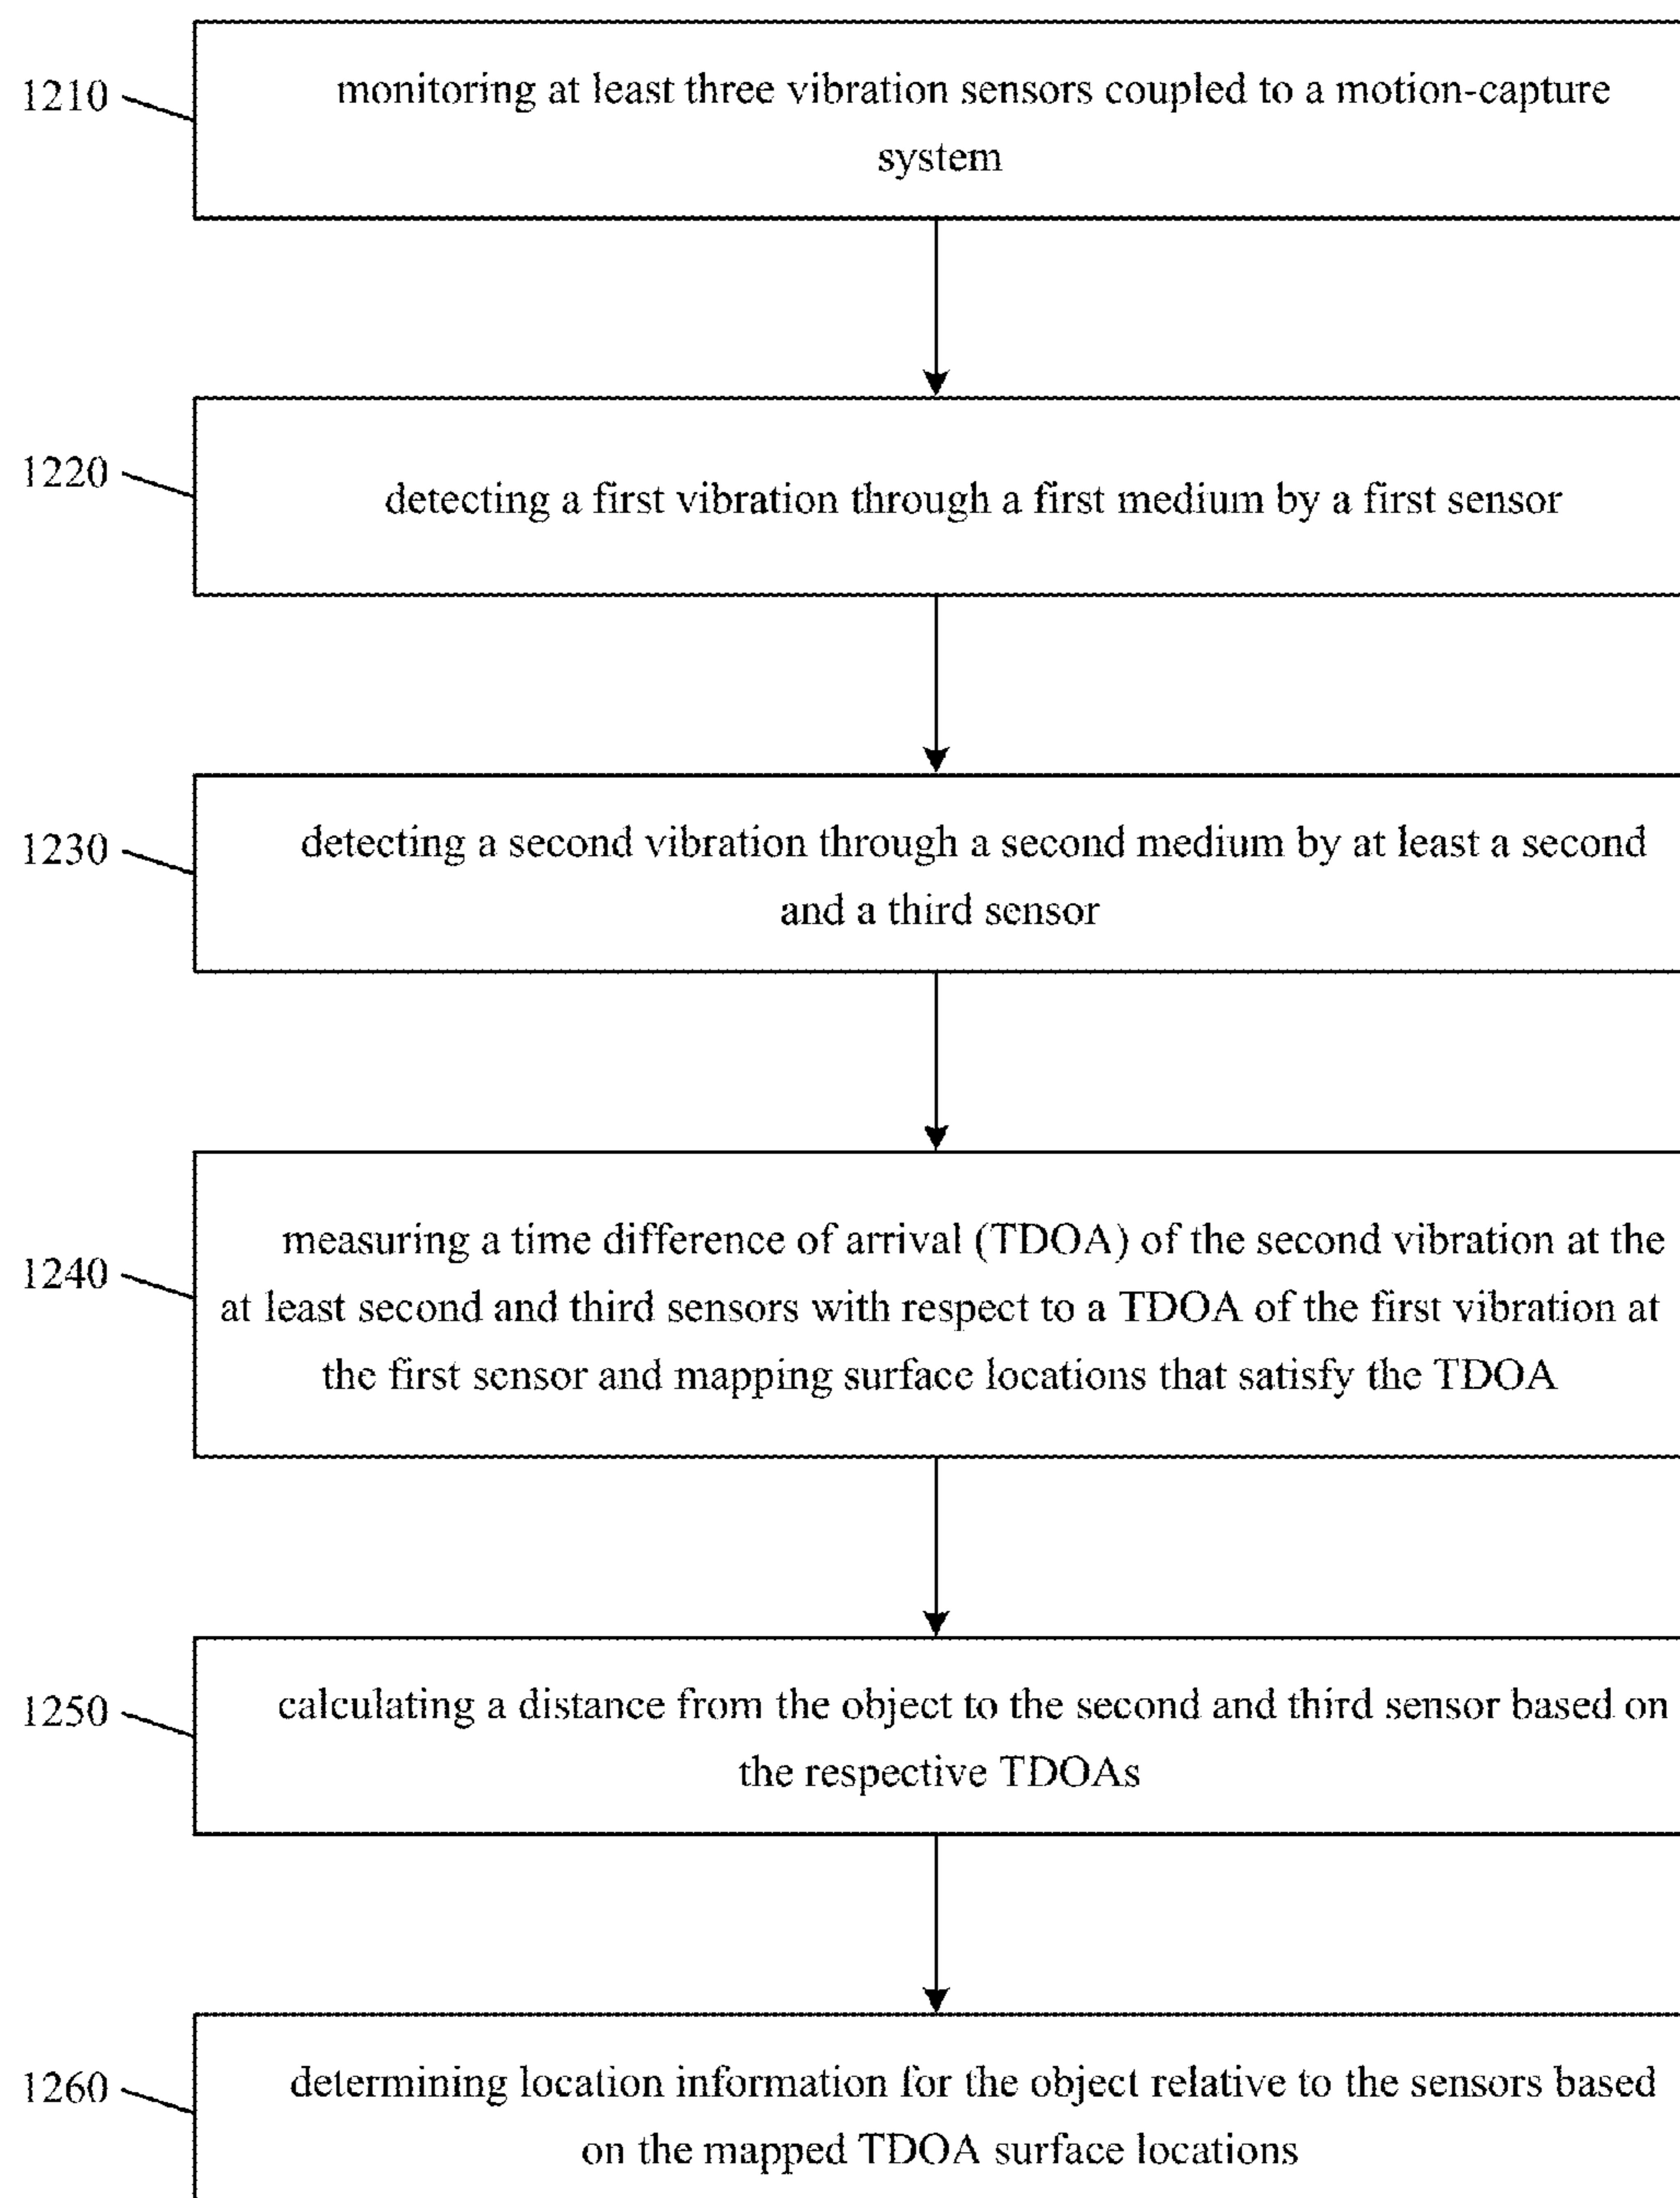 1210
monitoring at least three vibration sensors coupled to a motion-capture
system
1220
detecting a first vibration through a first medium by a first sensor
1230
detecting a second vibration through a second medium by at least a second
and a third sensor
1240
measuring a time difference of arrival (TDOA) of the second vibration at the
at least second and third sensors with respect to a TDOA of the first vibration at
the first sensor and mapping surface locations that satisfy the TDOA
1250
calculating a distance from the object to the second and third sensor based on
the respective TDOAs
1260
determining location information for the object relative to the sensors based
on the mapped TDOA surface locations